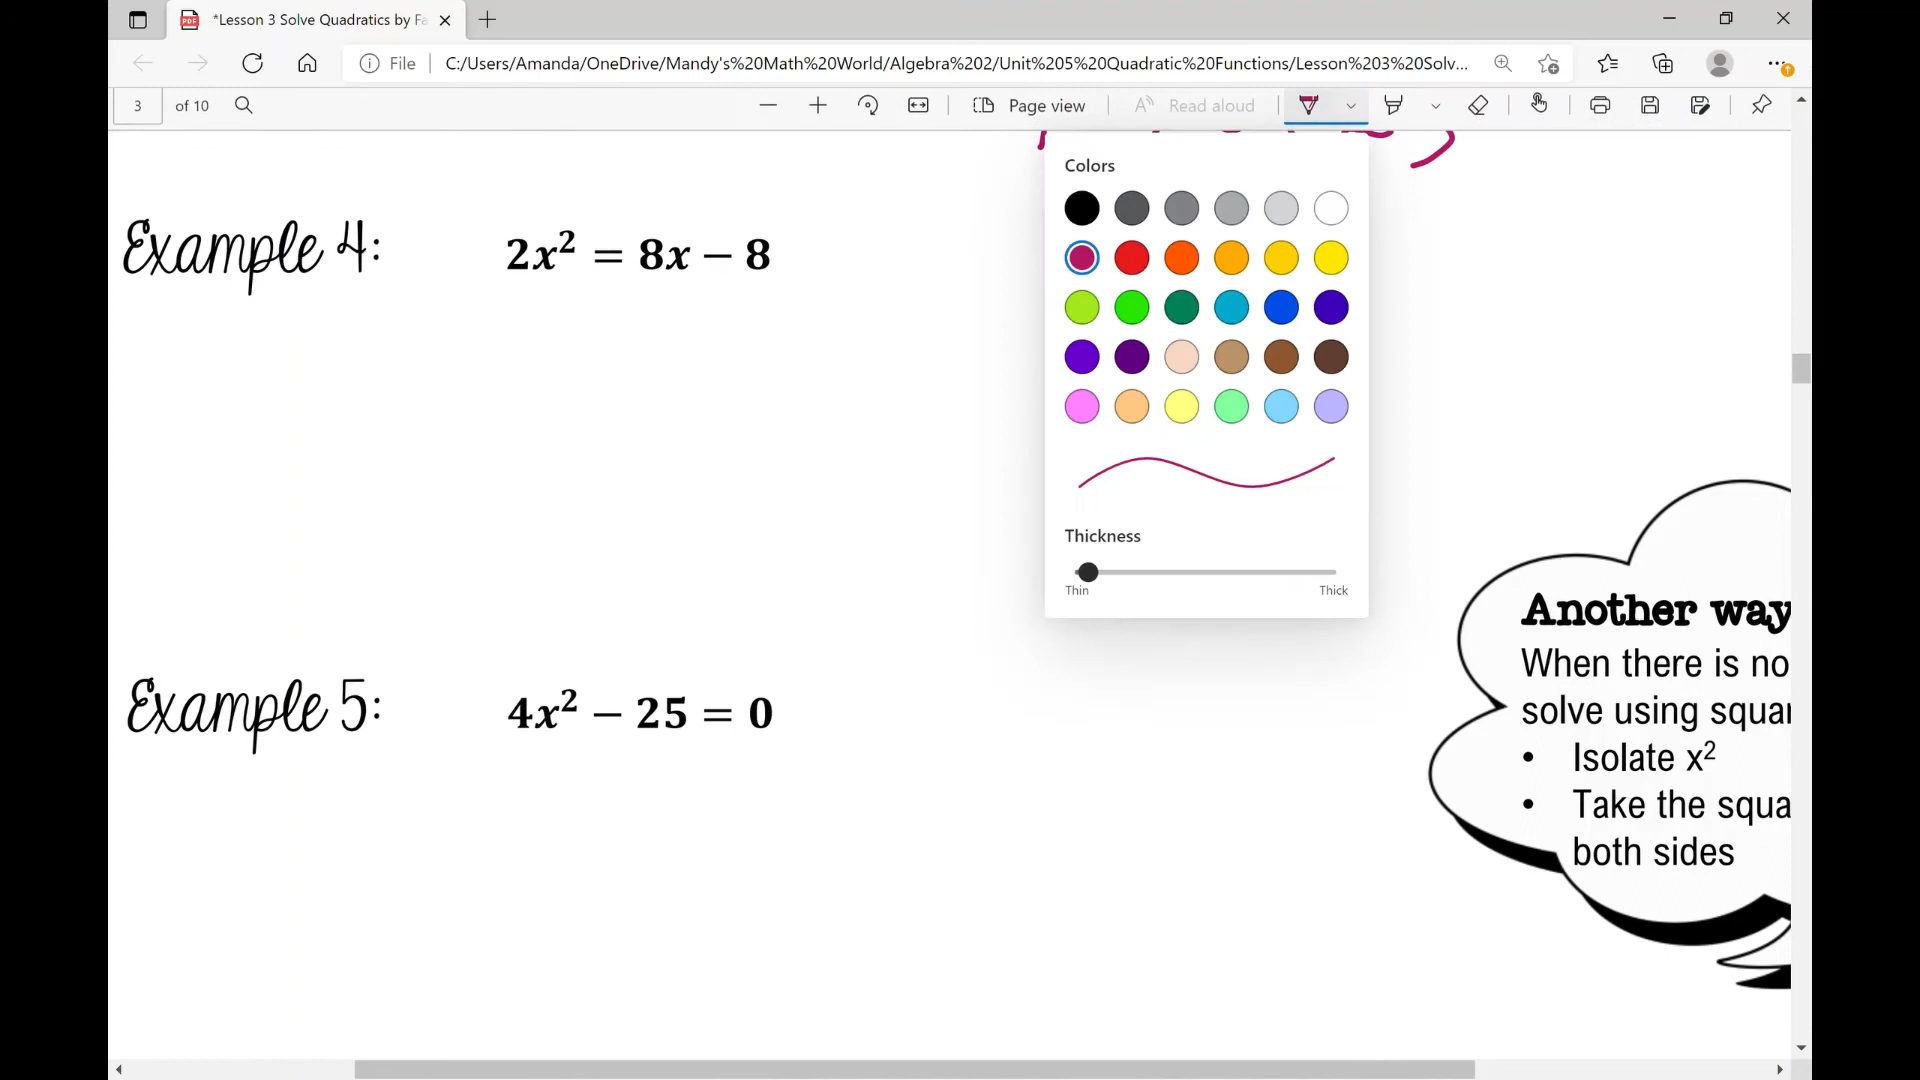 *Lesson 3 Solve Quadratics by Fa
File
C:/Users/Amanda/OneDrive/Mandy's%20Math%20World/Algebra%202/Unit%205%20Quadratic%20Functions/Lesson%203%20Solv...
3 of 10
Page view
Read aloud
Colors
Example 4: 2x² = 8x − 8
Thickness
Thin Thick
Example 5: 4x² − 25 = 0
Another way
When there is no
solve using squar
• Isolate x²
• Take the squa
both sides